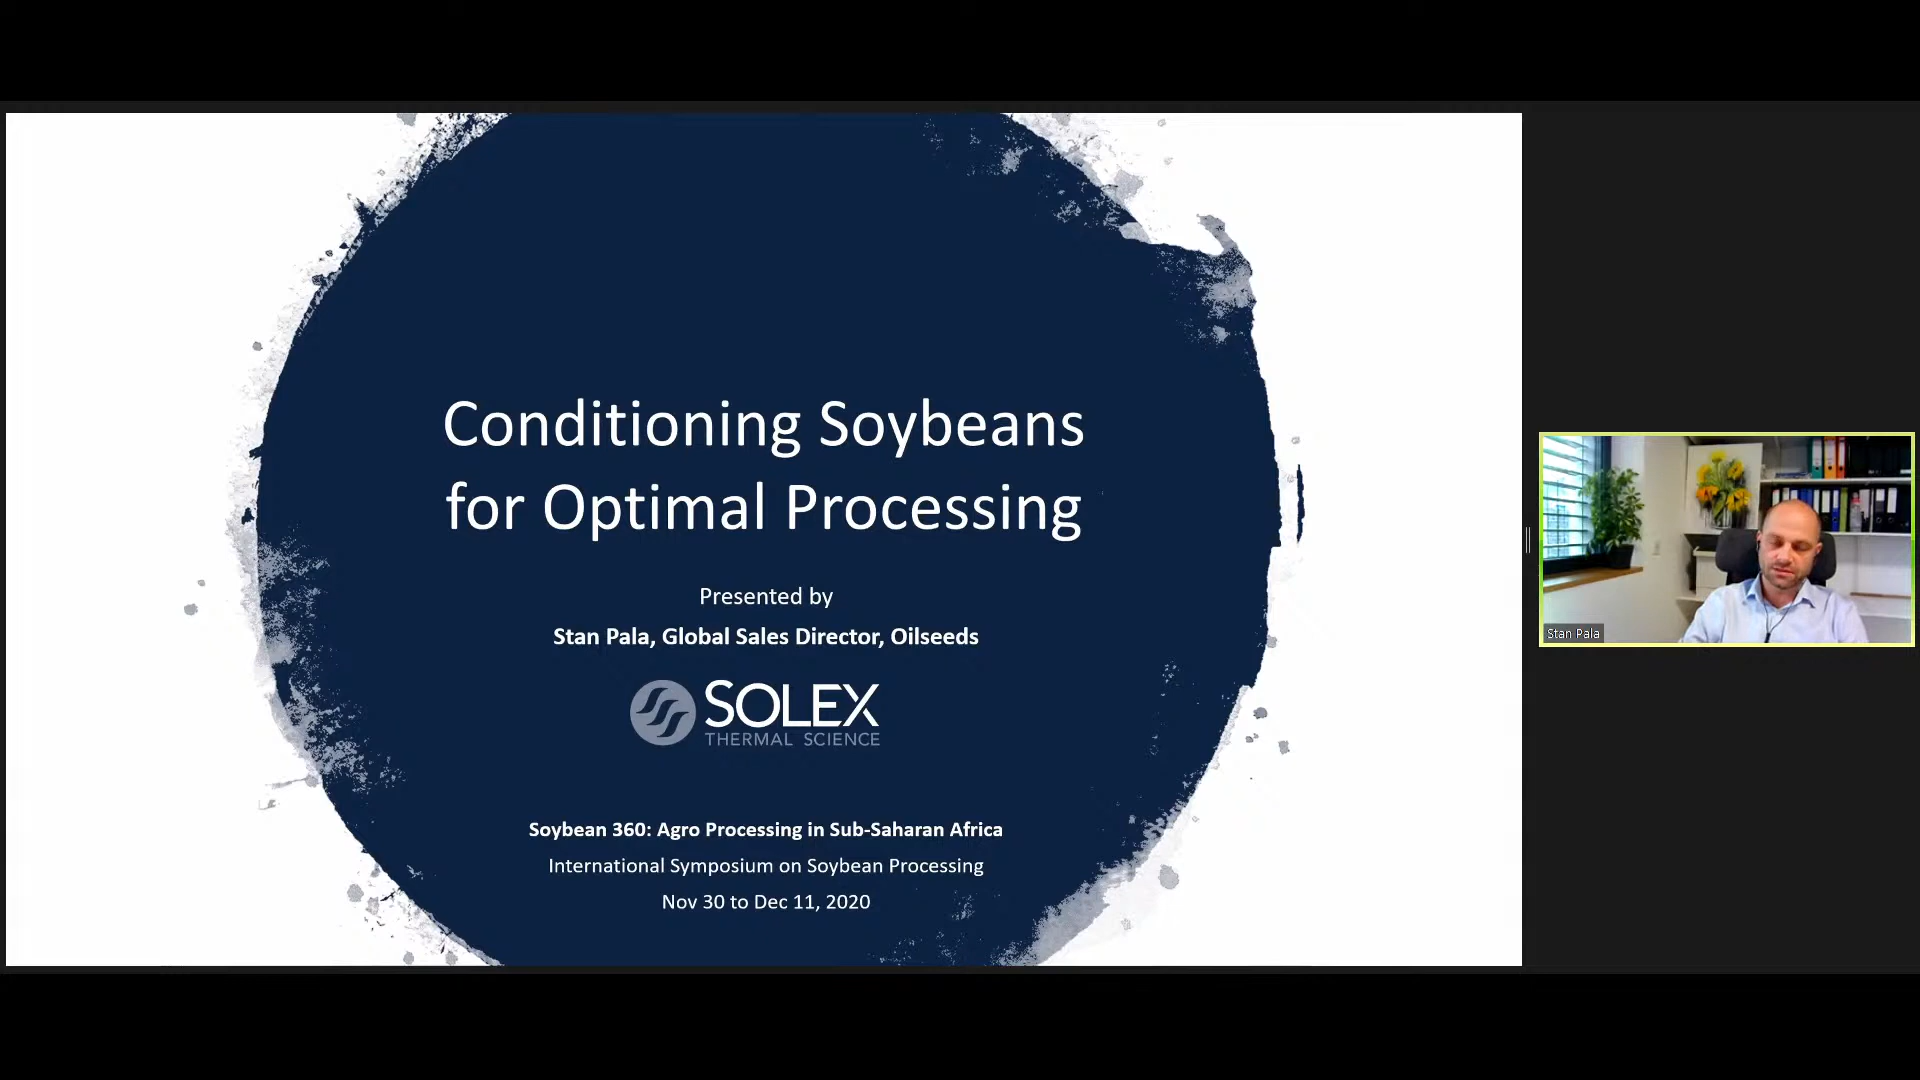 Conditioning Soybeans
for Optimal Processing
Presented by
Stan Pala, Global Sales Director, Oilseeds
SOLEX
THERMAL SCIENCE
Soybean 360: Agro Processing in Sub-Saharan Africa
International Symposium on Soybean Processing
Nov 30 to Dec 11, 2020
Stan Pala